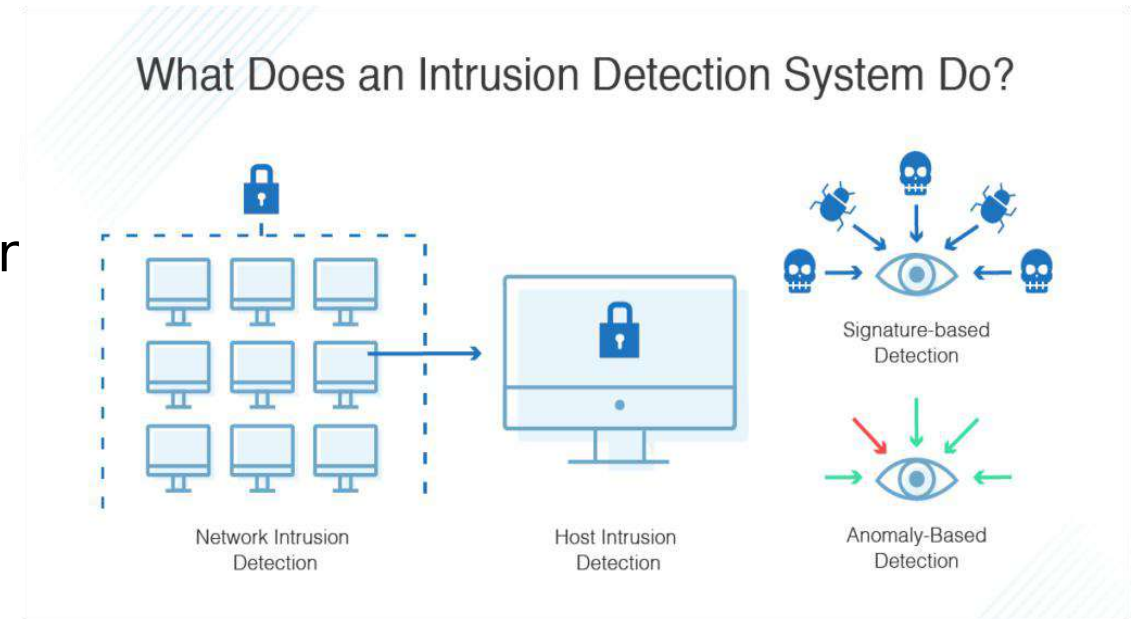 What Does an Intrusion Detection System Do?
r
Signature-based
Detection
Network Intrusion
Detection
Host Intrusion
Detection
Anomaly-Based
Detection